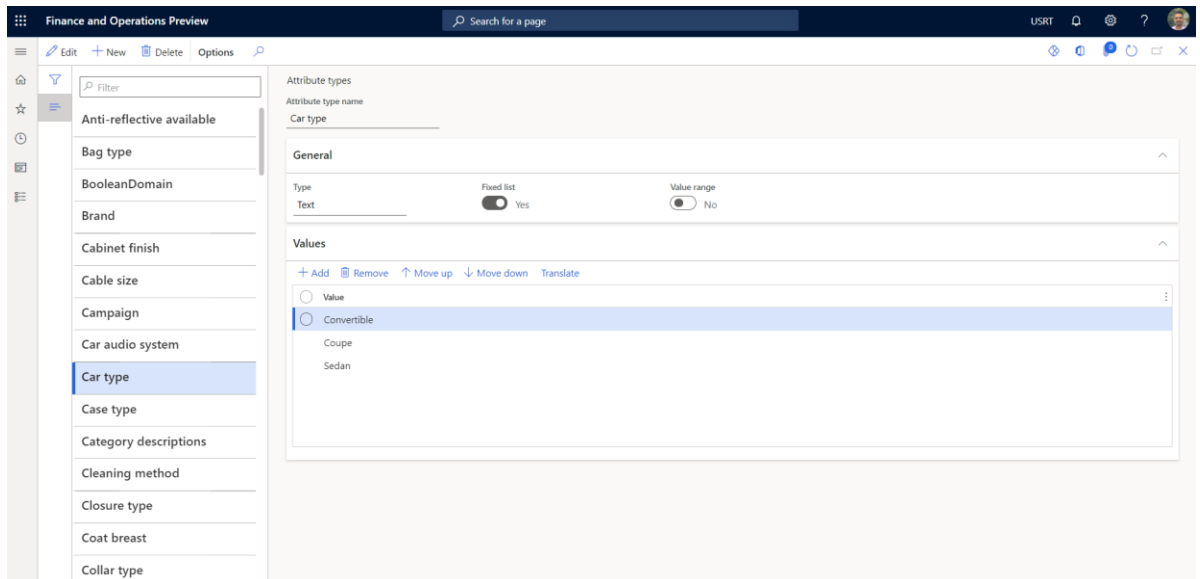 Finance and Operations Preview
Search for a page
USRT
?
Edit
New
Delete
Options
0
Filter
Anti-reflective available
Bag type
BooleanDomain
Brand
Cabinet finish
Cable size
Campaign
Car audio system
Car type
Case type
Category descriptions
Cleaning method
Closure type
Coat breast
Collar type
Attribute types
Attribute type name
Car type
General
Type
Fixed list
Value range
Text
Yes
No
Values
Add
Remove
Move up
Move down
Translate
Value
Convertible
Coupe
Sedan